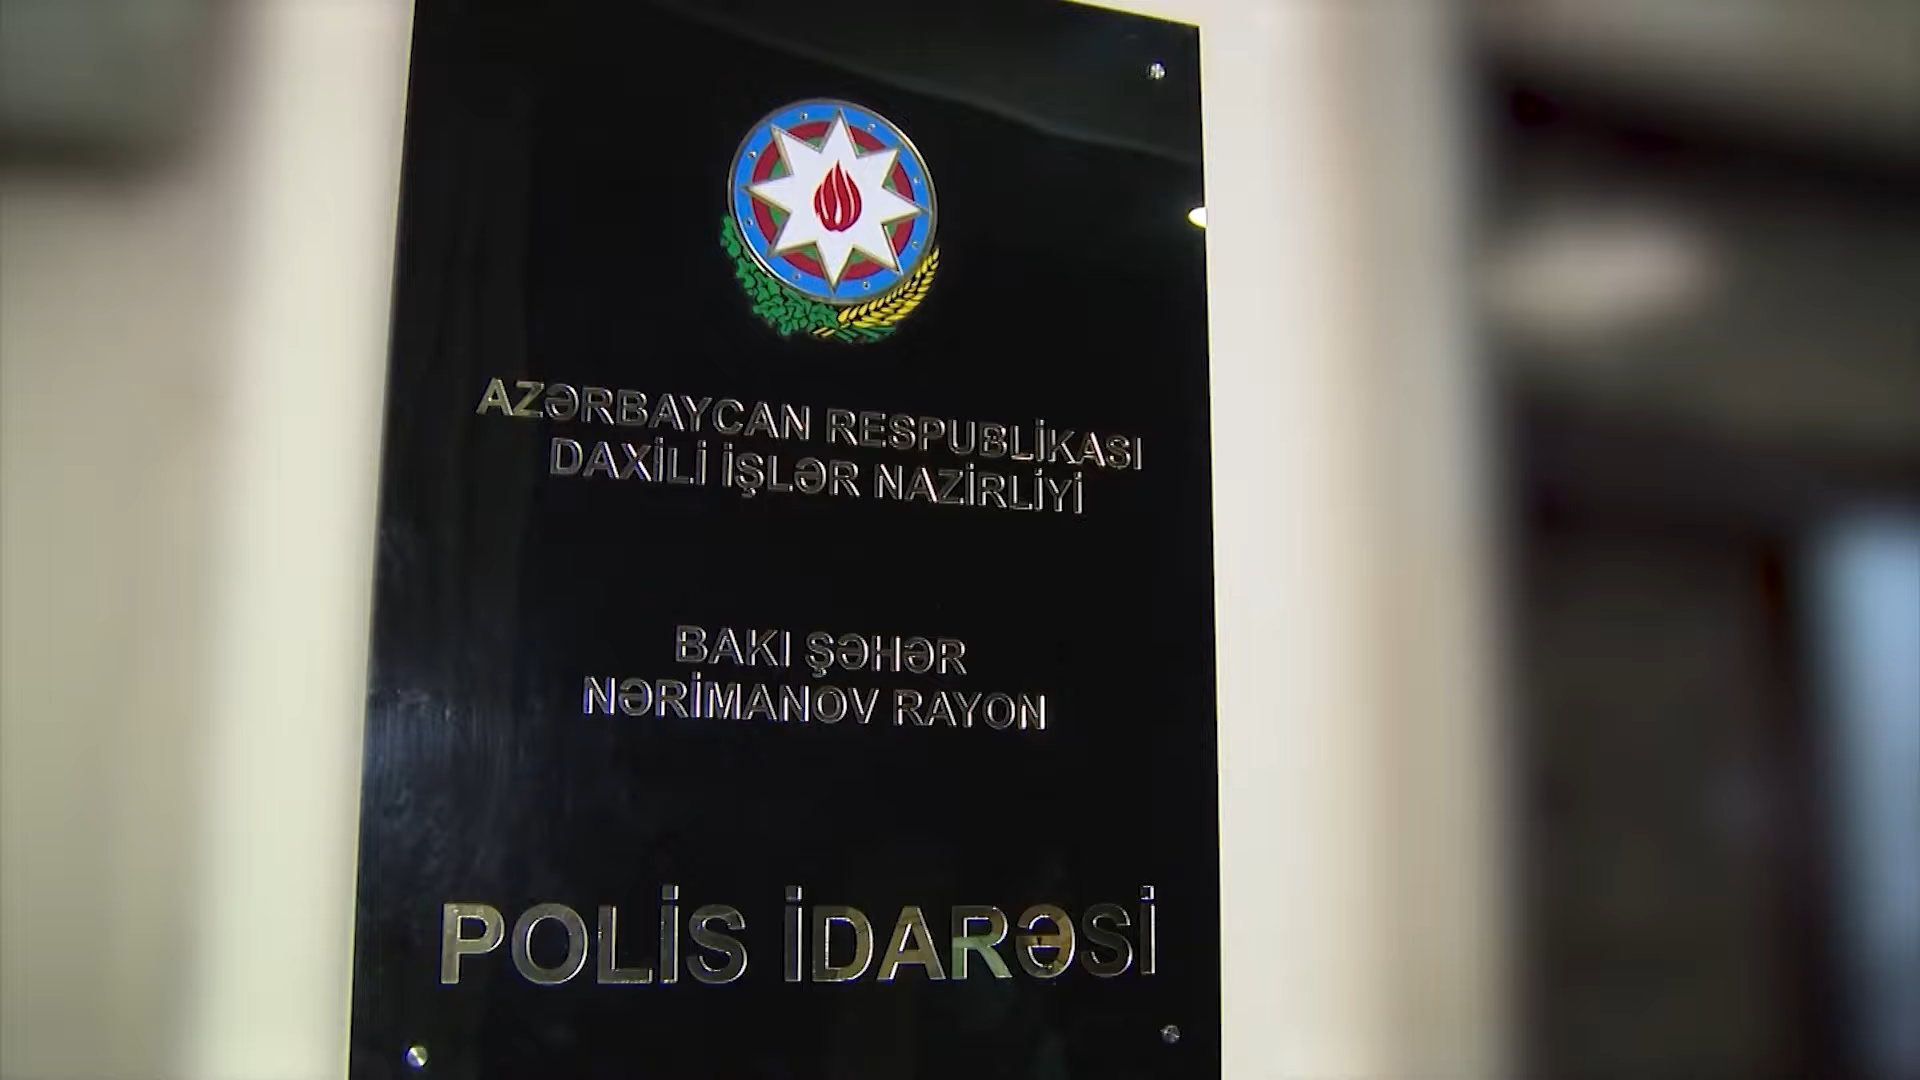 AZƏRBAYCAN RESPUBLİKASI
DAXİLİ İŞLƏR NAZİRLİYİ
BAKI ŞƏHƏR
NƏRİMANOV RAYON
POLİS İDARƏSİ